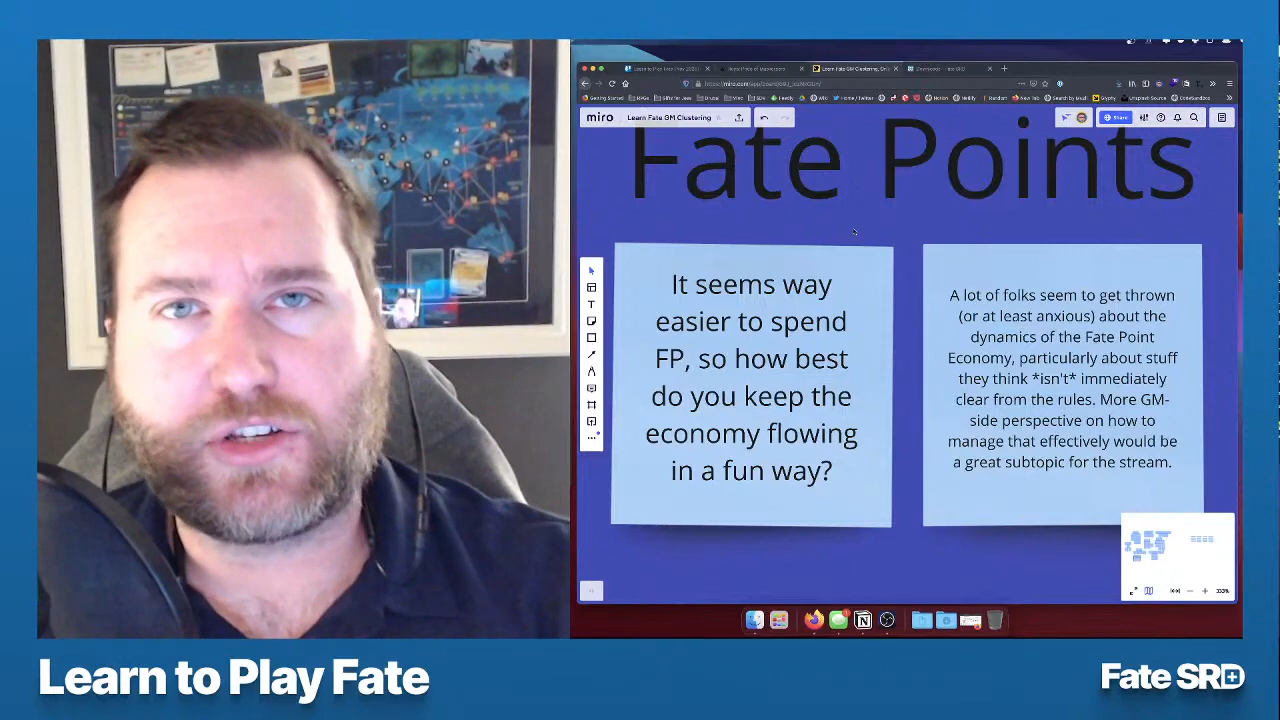 miro
Learn Fate GM Clustering
Share
Fate Points
It seems way
easier to spend
FP, so how best
do you keep the
economy flowing
in a fun way?
A lot of folks seem to get thrown
(or at least anxious) about the
dynamics of the Fate Point
Economy, particularly about stuff
they think *isn't* immediately
clear from the rules. More GM-
side perspective on how to
manage that effectively would be
a great subtopic for the stream.
333%
Learn to Play Fate
Fate SRD